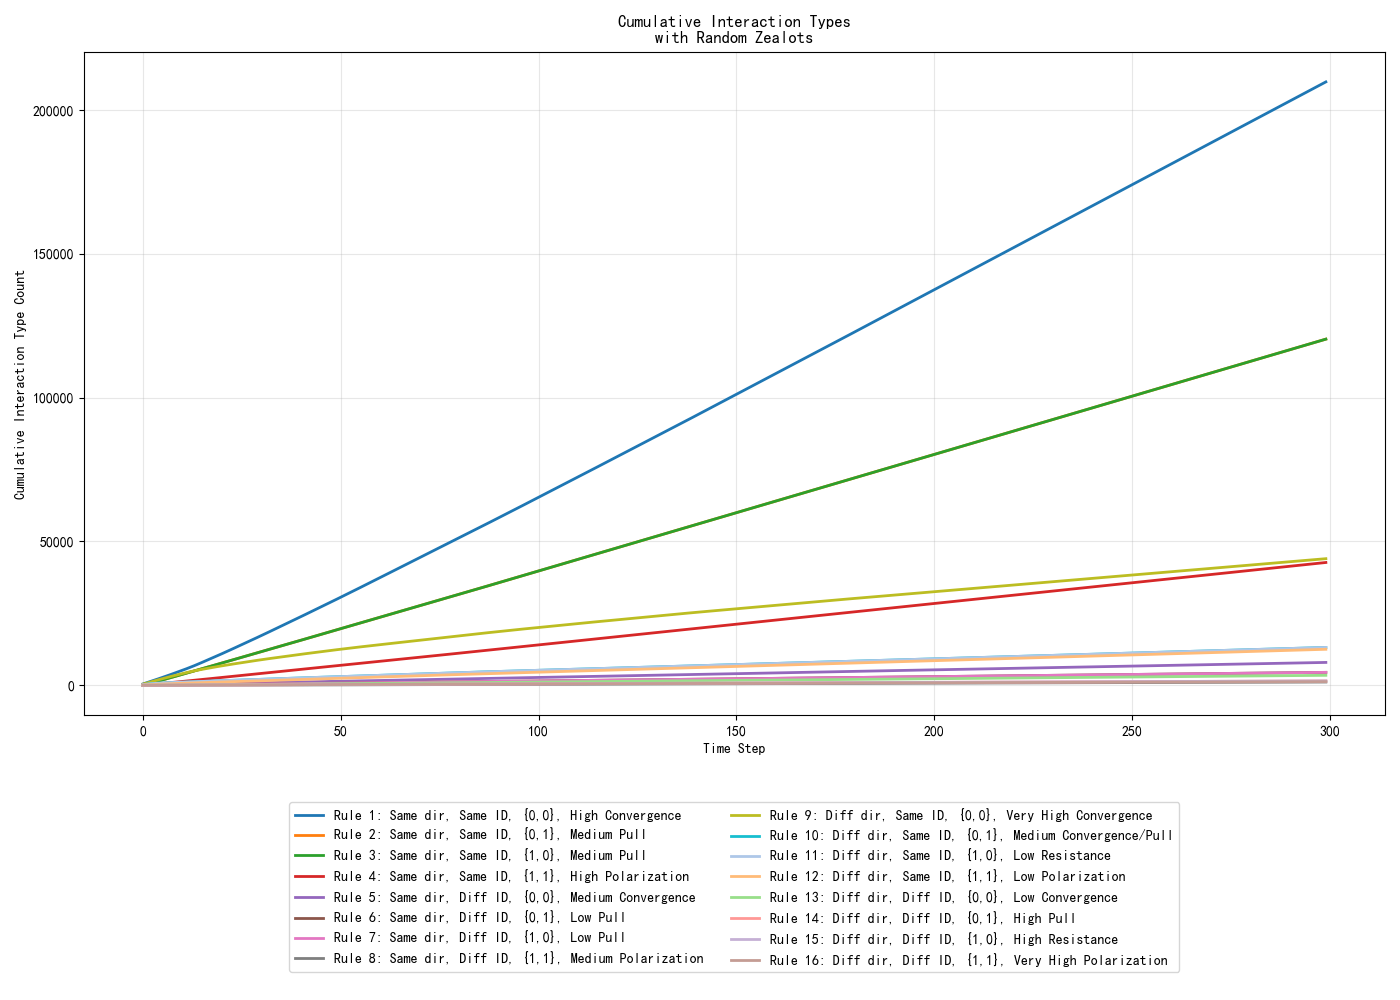 Cumulative Interaction Types
with Random Zealots
Cumulative Interaction Type Count
200000
150000
100000
50000
0
0 50 100 150 200 250 300
Time Step
Rule 1: Same dir, Same ID, {0,0}, High Convergence
Rule 2: Same dir, Same ID, {0,1}, Medium Pull
Rule 3: Same dir, Same ID, {1,0}, Medium Pull
Rule 4: Same dir, Same ID, {1,1}, High Polarization
Rule 5: Same dir, Diff ID, {0,0}, Medium Convergence
Rule 6: Same dir, Diff ID, {0,1}, Low Pull
Rule 7: Same dir, Diff ID, {1,0}, Low Pull
Rule 8: Same dir, Diff ID, {1,1}, Medium Polarization
Rule 9: Diff dir, Same ID, {0,0}, Very High Convergence
Rule 10: Diff dir, Same ID, {0,1}, Medium Convergence/Pull
Rule 11: Diff dir, Same ID, {1,0}, Low Resistance
Rule 12: Diff dir, Same ID, {1,1}, Low Polarization
Rule 13: Diff dir, Diff ID, {0,0}, Low Convergence
Rule 14: Diff dir, Diff ID, {0,1}, High Pull
Rule 15: Diff dir, Diff ID, {1,0}, High Resistance
Rule 16: Diff dir, Diff ID, {1,1}, Very High Polarization